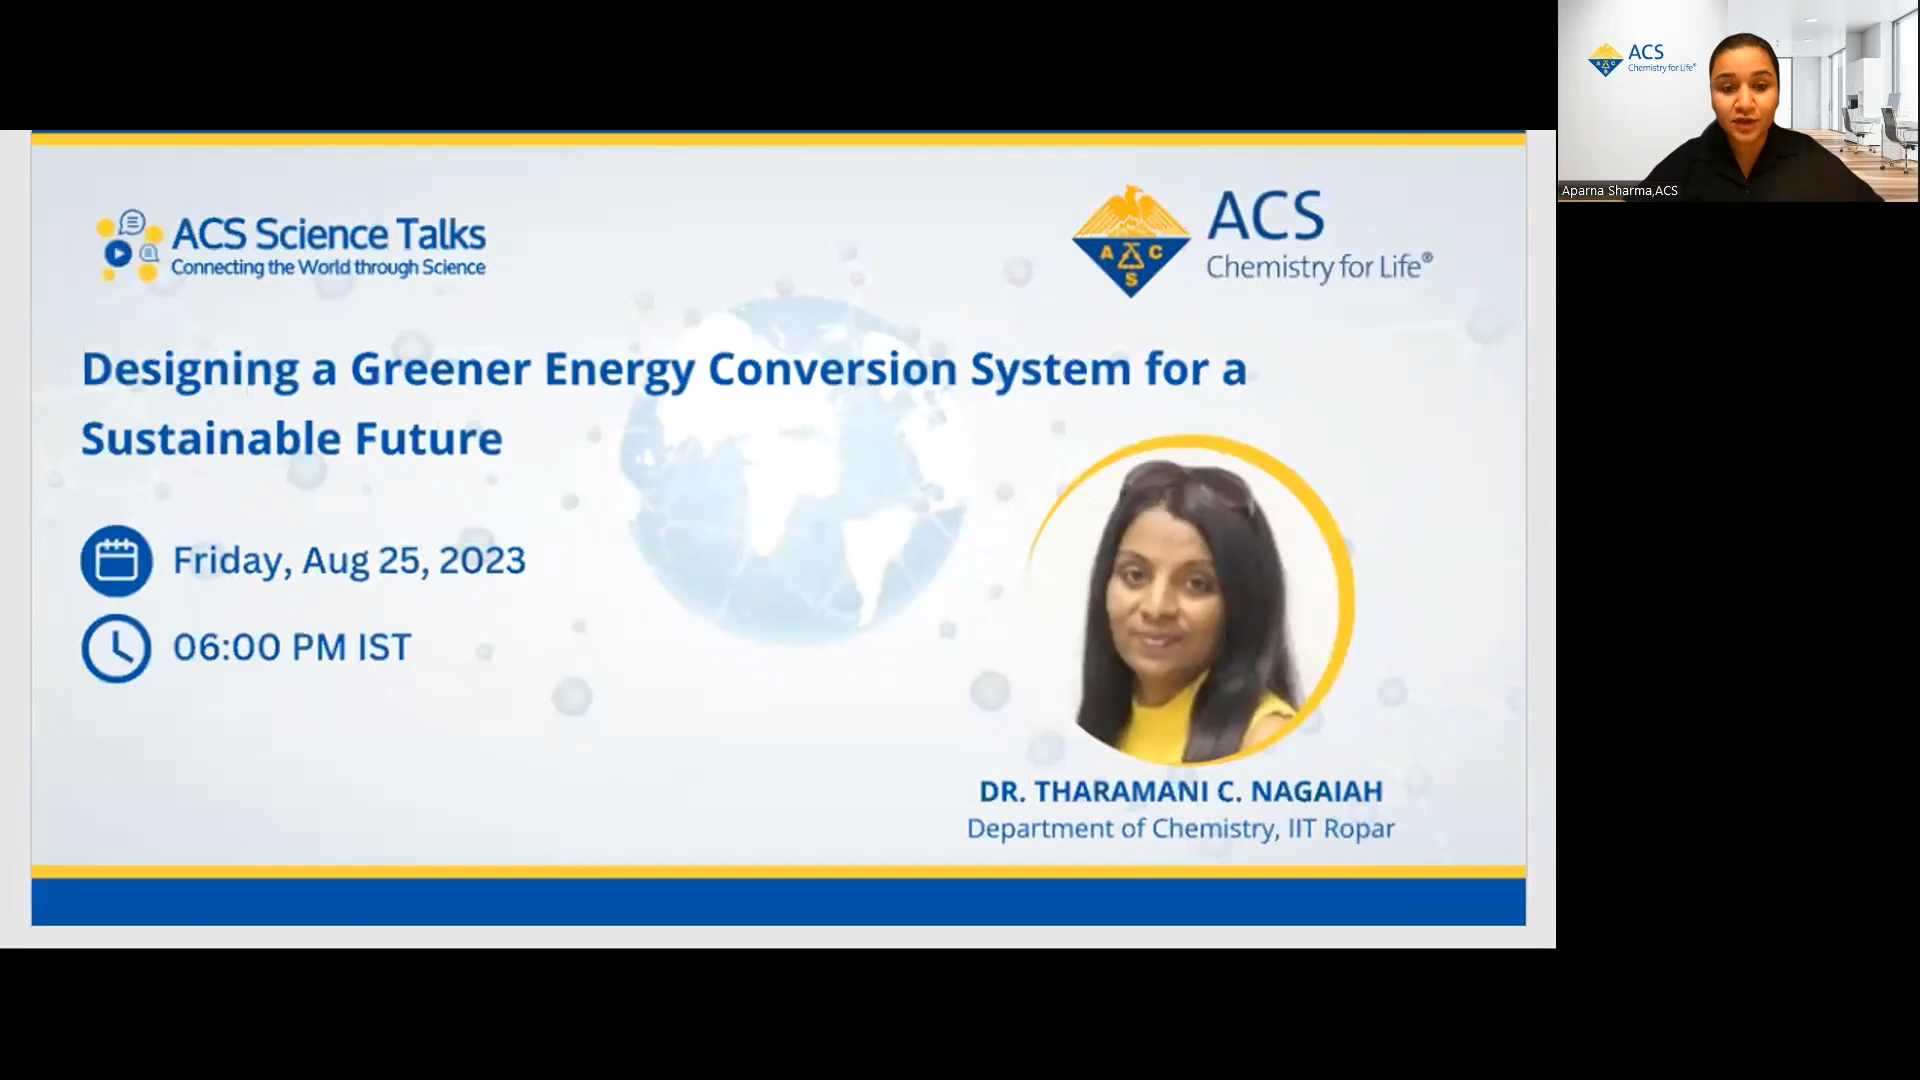 ACS
Chemistry for Life®
A C S
Aparna Sharma,ACS
ACS Science Talks
Connecting the World through Science
ACS
Chemistry for Life®
A C
S
Designing a Greener Energy Conversion System for a
Sustainable Future
Friday, Aug 25, 2023
06:00 PM IST
DR. THARAMANI C. NAGAIAH
Department of Chemistry, IIT Ropar